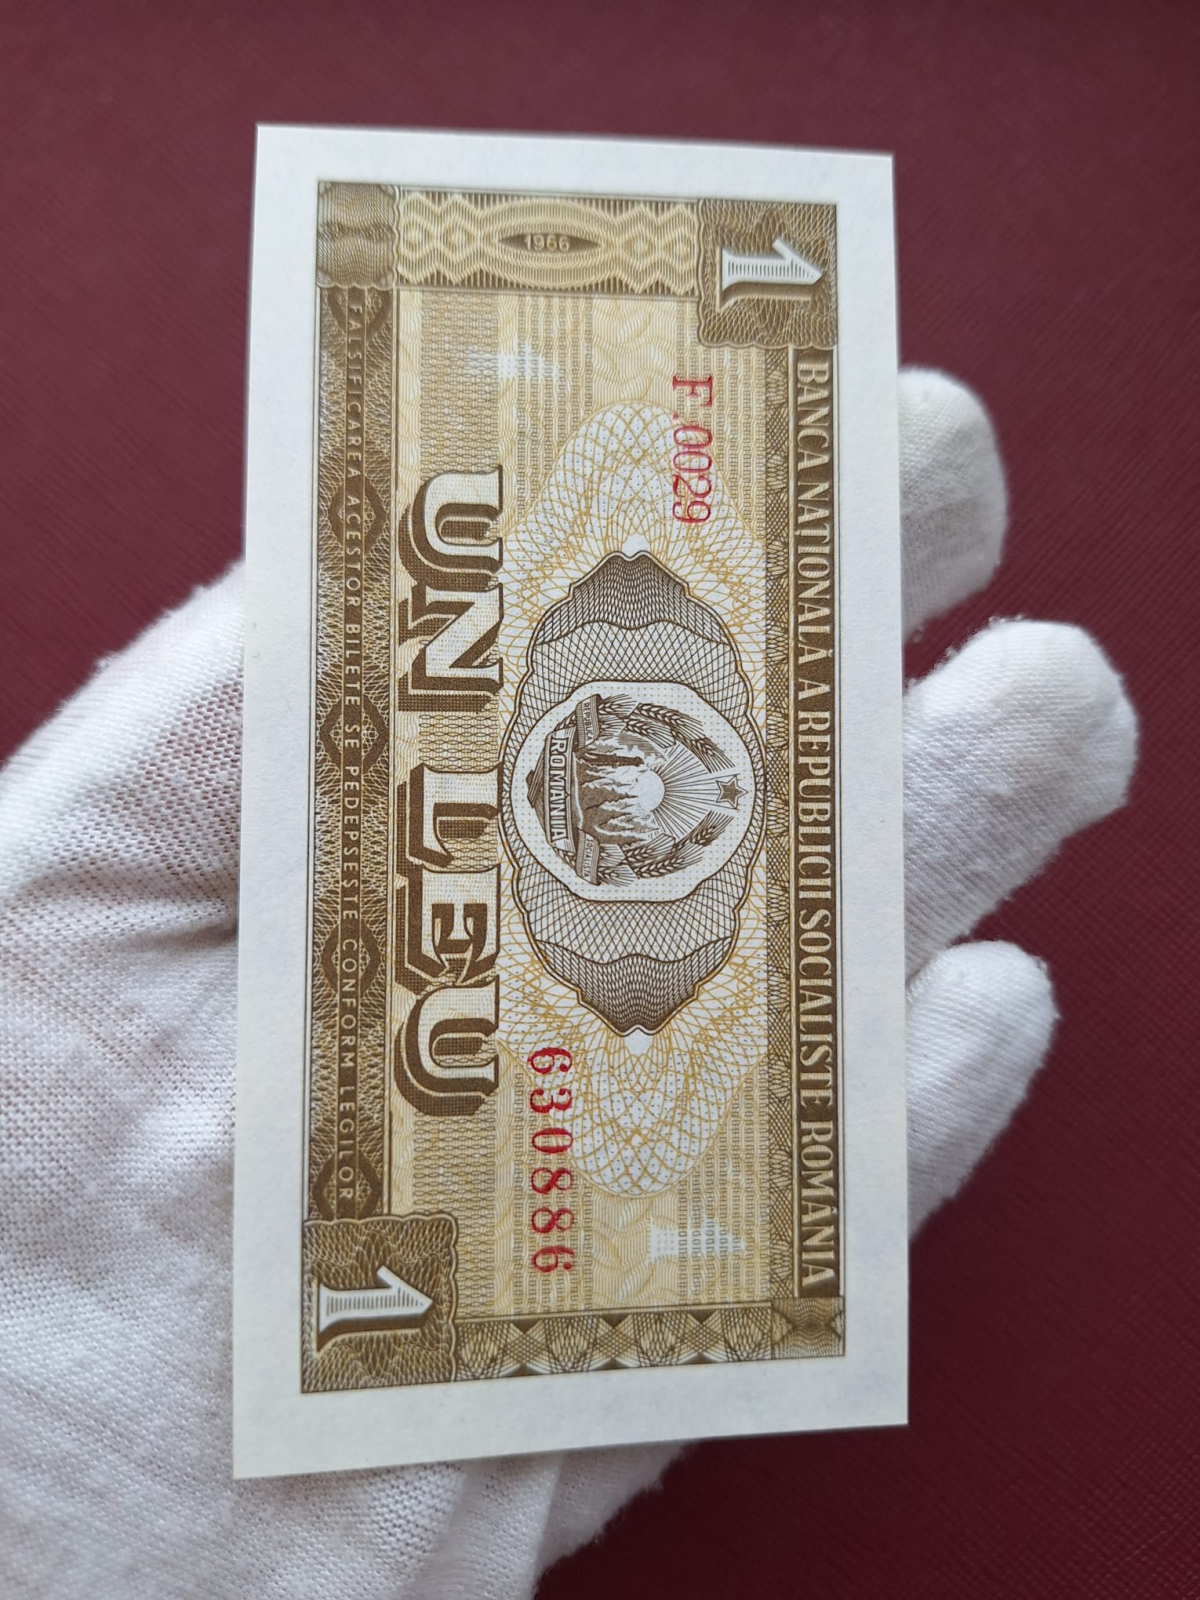 1966
1
BANCA NAȚIONALĂ A REPUBLICII SOCIALISTE ROMÂNIA
F.0029
ROMANIA
630886
UN LEU
FALSIFICAREA ACESTOR BILETE SE PEDEPSEȘTE CONFORM LEGILOR
1